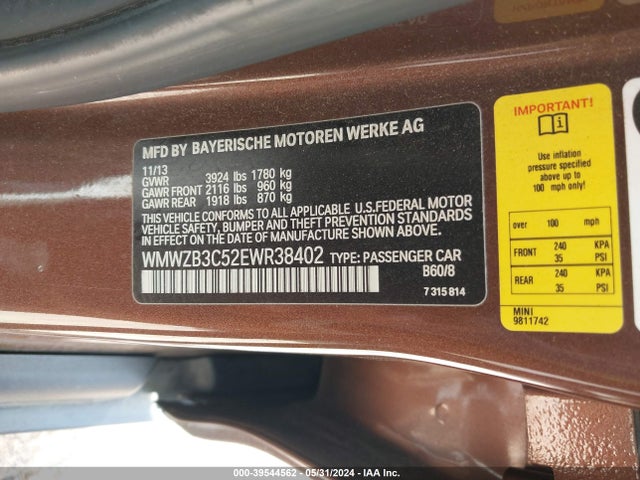 MFD BY BAYERISCHE MOTOREN WERKE AG
11/13
GVWR 3924 lbs 1780 kg
GAWR FRONT 2116 lbs 960 kg
GAWR REAR 1918 lbs 870 kg
THIS VEHICLE CONFORMS TO ALL APPLICABLE U.S.FEDERAL MOTOR
VEHICLE SAFETY, BUMPER AND THEFT PREVENTION STANDARDS
IN EFFECT ON THE DATE OF MANUFACTURE SHOWN ABOVE.
WMWZB3C52EWR38402 TYPE: PASSENGER CAR
B60/8
7 315 814
IMPORTANT!
Use inflation
pressure specified
above for up to
100 mph only!
over 100 mph
FRONT 240 KPA
35 PSI
REAR 240 KPA
35 PSI
MINI
9811742
000-39544562 - 05/31/2024 - IAA Inc.